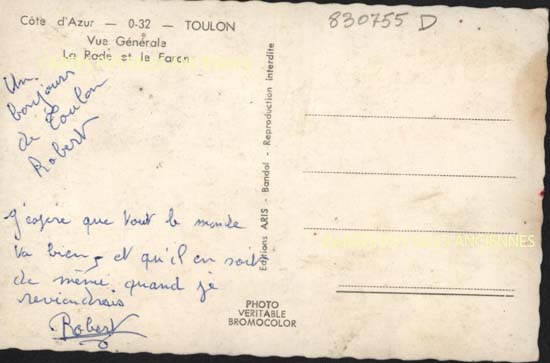 Côte d'Azur — 0-32 — TOULON
Vue Générale
La Rade et le Faron
830755 D
Un
bonjour
de Toulon
Robert
J'espère que tout le monde
va bien, et qu'il en soit
de même quand je
reviendrais
Robert
Editions ARIS - Bandol - Reproduction interdite
PHOTO
VERITABLE
BROMOCOLOR
ANCIENNES